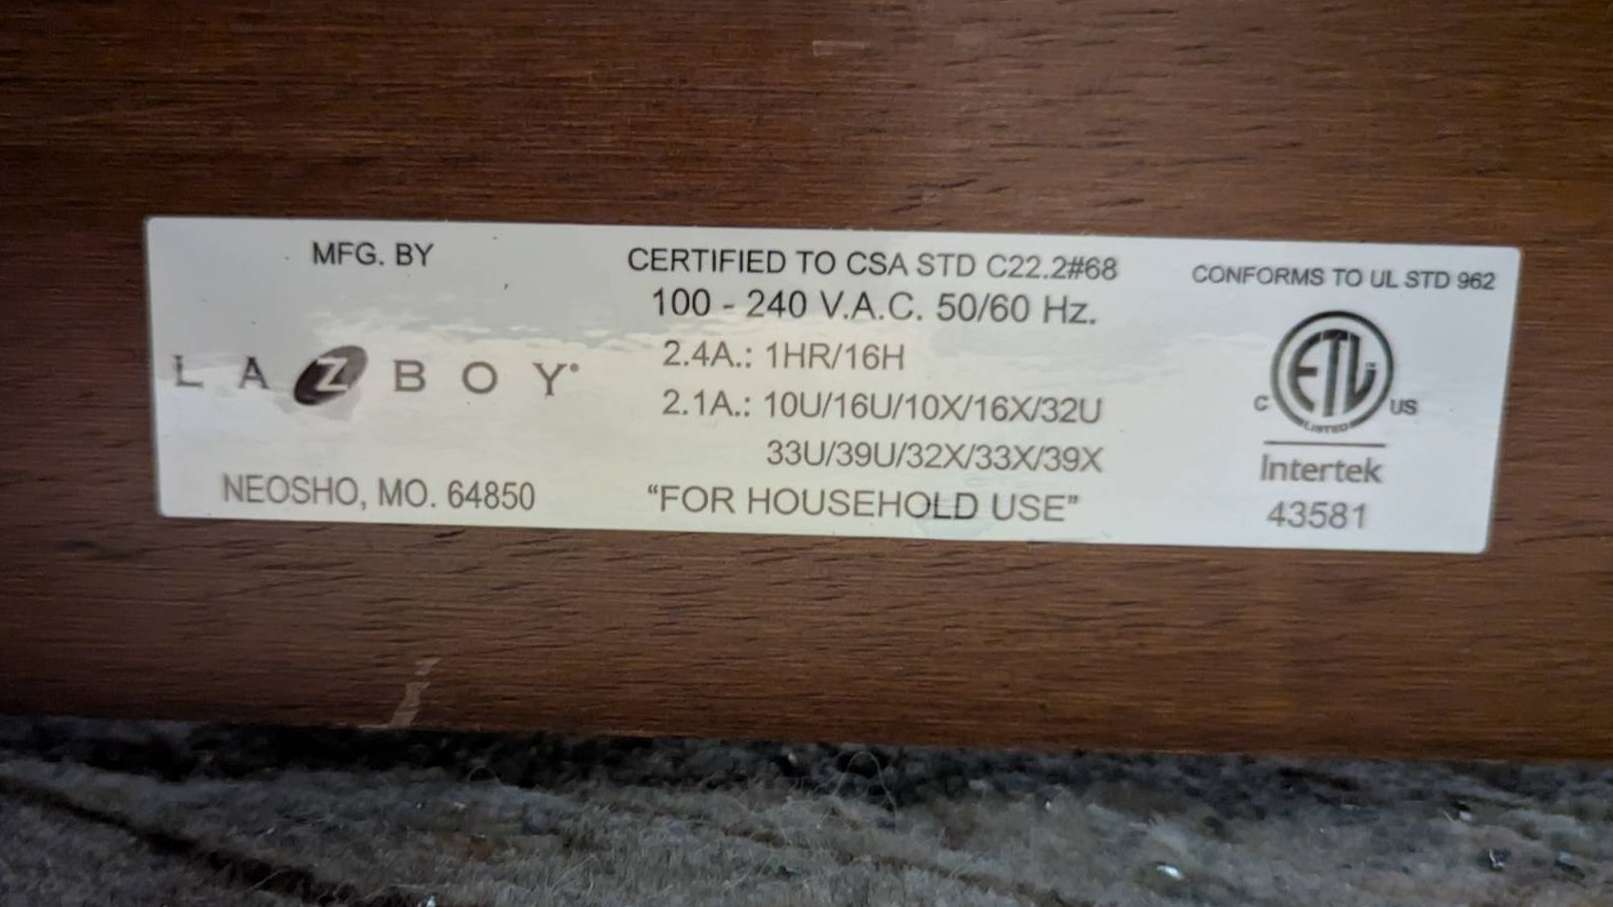 MFG. BY
LA Z BOY®
NEOSHO, MO. 64850
CERTIFIED TO CSA STD C22.2#68
100 - 240 V.A.C. 50/60 Hz.
2.4A.: 1HR/16H
2.1A.: 10U/16U/10X/16X/32U
33U/39U/32X/33X/39X
“FOR HOUSEHOLD USE”
CONFORMS TO UL STD 962
ETL
C US
LISTED
Intertek
43581